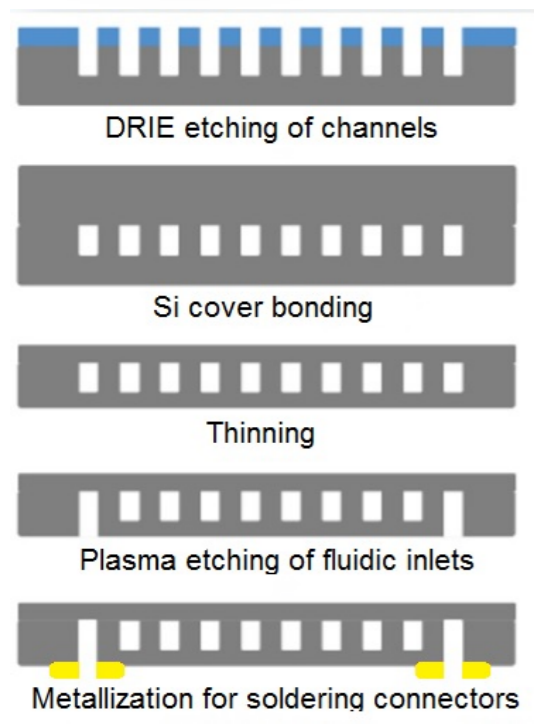 DRIE etching of channels
Si cover bonding
Thinning
Plasma etching of fluidic inlets
Metallization for soldering connectors